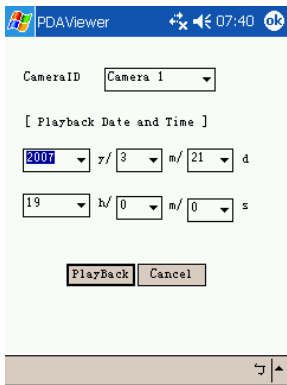 PDAViewer 07:40 ok
CameraID Camera 1
[ Playback Date and Time ]
2007 y/ 3 m/ 21 d
19 h/ 0 m/ 0 s
PlayBack Cancel